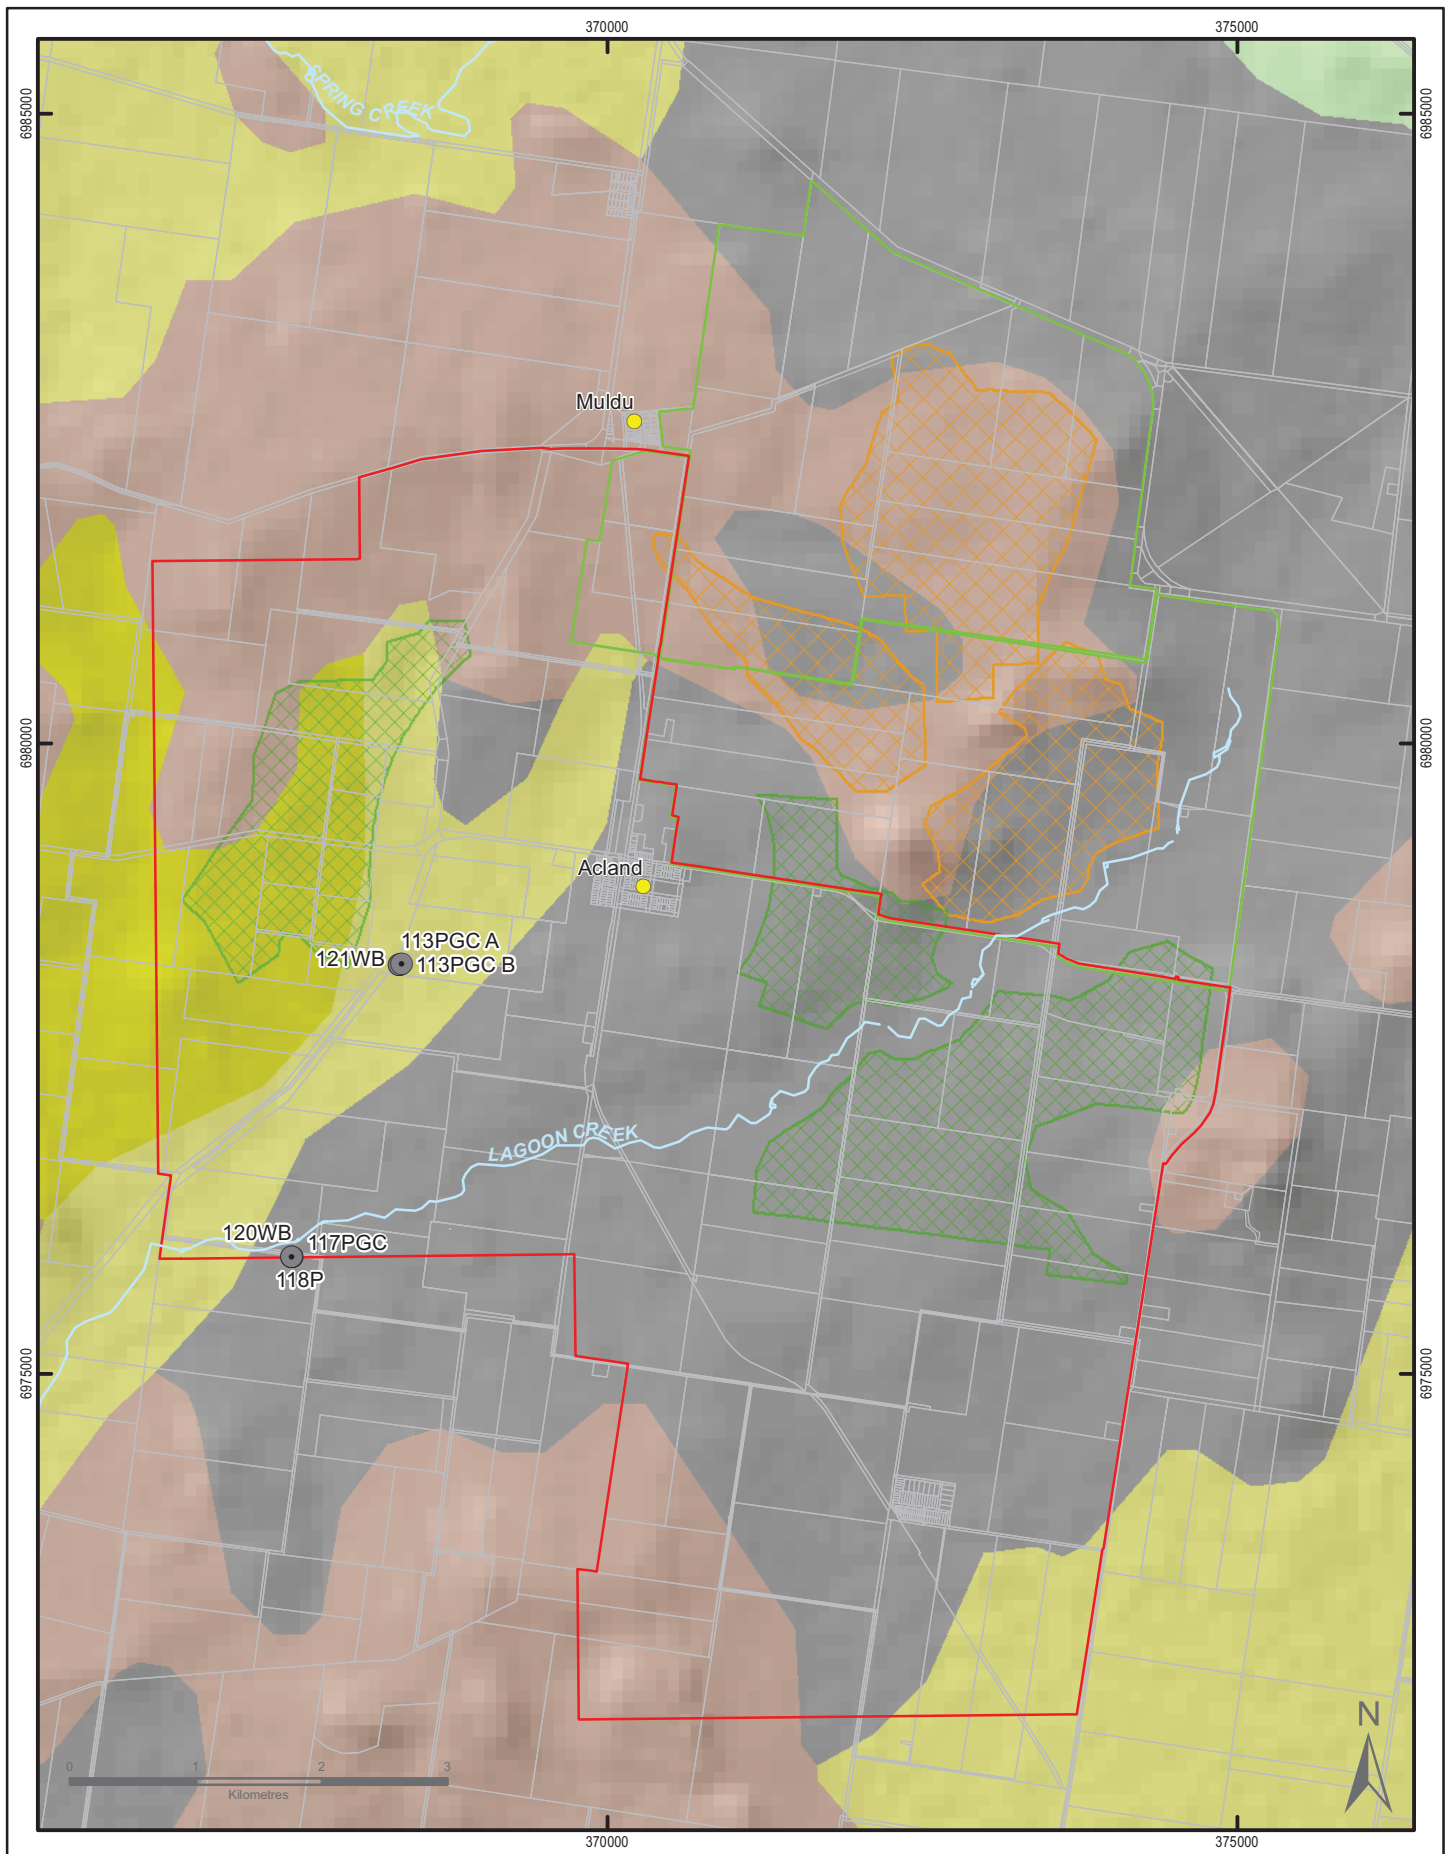 370000 375000
6985000 6985000
SPRING CREEK
Muldu
6980000 6980000
Acland
113PGC A
121WB 113PGC B
LAGOON CREEK
120WB 117PGC
118P
6975000 6975000
N
0 1 2 3
Kilometres
370000 375000